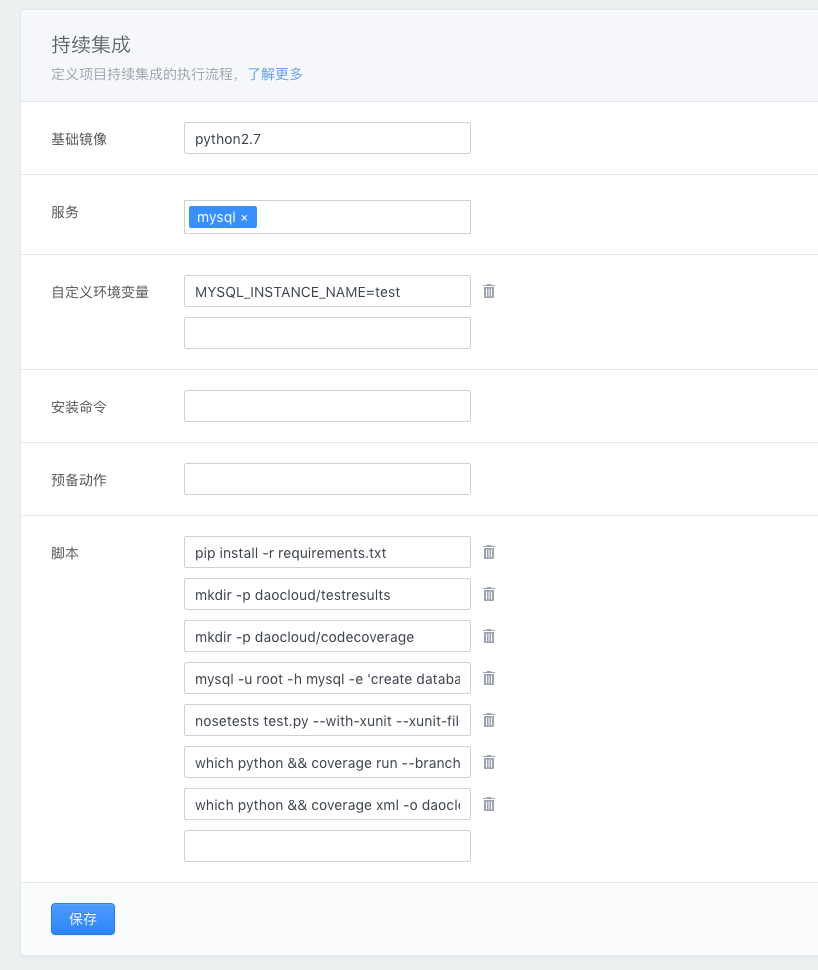 持续集成
定义项目持续集成的执行流程，了解更多
基础镜像
python2.7
服务
mysql ×
自定义环境变量
MYSQL_INSTANCE_NAME=test
安装命令
预备动作
脚本
pip install -r requirements.txt
mkdir -p daocloud/testresults
mkdir -p daocloud/codecoverage
mysql -u root -h mysql -e 'create databa
nosetests test.py --with-xunit --xunit-fil
which python && coverage run --branch
which python && coverage xml -o daocl
保存